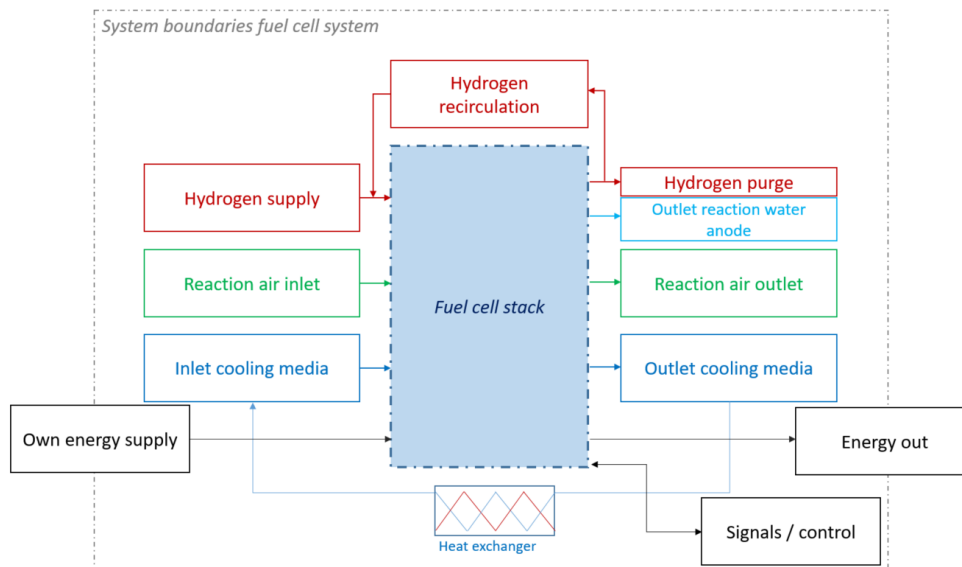 System boundaries fuel cell system
Hydrogen
recirculation
Hydrogen supply
Hydrogen purge
Outlet reaction water
anode
Reaction air inlet
Fuel cell stack
Reaction air outlet
Inlet cooling media
Outlet cooling media
Own energy supply
Energy out
Heat exchanger
Signals / control